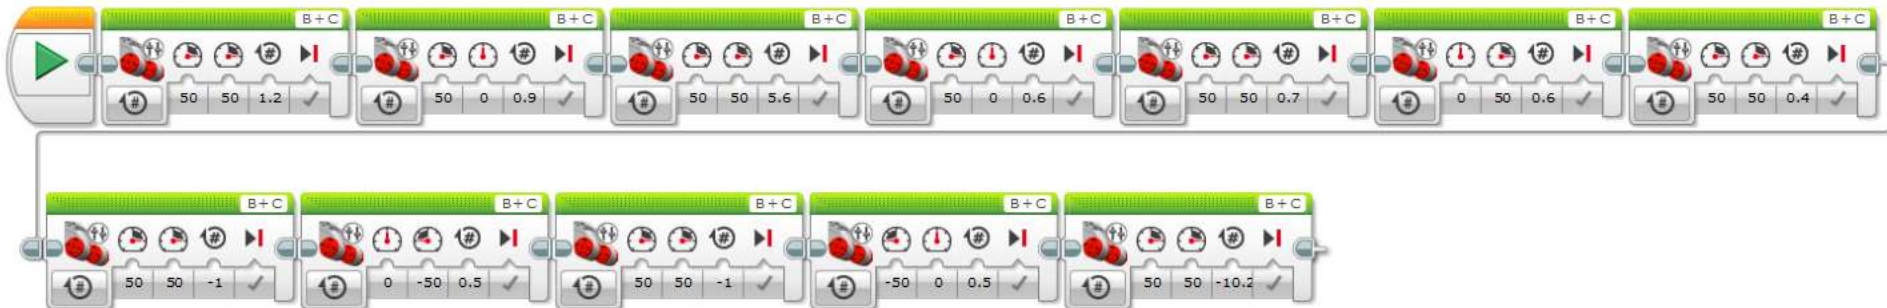 B+C B+C B+C B+C B+C B+C B+C
# # # # # # #
50 50 1.2 50 0 0.9 50 50 5.6 50 0 0.6 50 50 0.7 0 50 0.6 50 50 0.4
# # # # # # #
B+C B+C B+C B+C B+C
# # # # #
50 50 -1 0 -50 0.5 50 50 -1 -50 0 0.5 50 50 -10.2
# # # # #